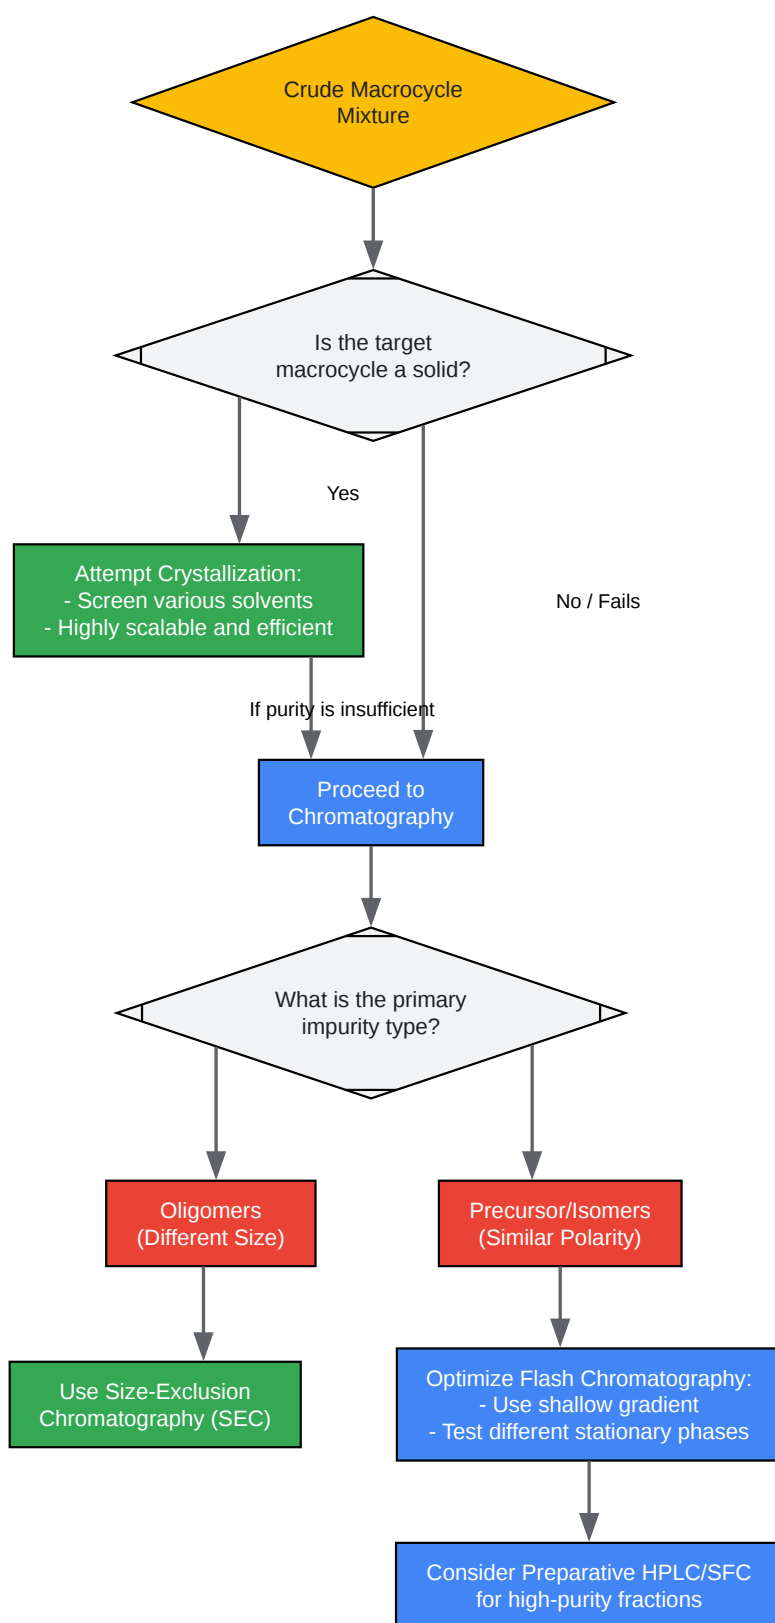 Crude Macrocycle
Mixture
Is the target
macrocycle a solid?
Yes
Attempt Crystallization:
- Screen various solvents
- Highly scalable and efficient
No / Fails
If purity is insufficient
Proceed to
Chromatography
What is the primary
impurity type?
Oligomers
(Different Size)
Precursor/Isomers
(Similar Polarity)
Use Size-Exclusion
Chromatography (SEC)
Optimize Flash Chromatography:
- Use shallow gradient
- Test different stationary phases
Consider Preparative HPLC/SFC
for high-purity fractions